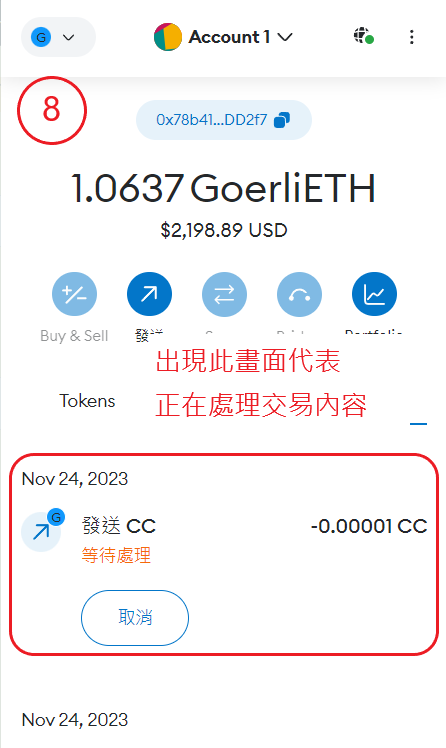 G
Account 1
8
0x78b41...DD2f7
1.0637 GoerliETH
$2,198.89 USD
Buy & Sell
發送
Portfolio
出現此畫面代表
正在處理交易內容
Tokens
Nov 24, 2023
G
發送 CC
-0.00001 CC
等待處理
取消
Nov 24, 2023